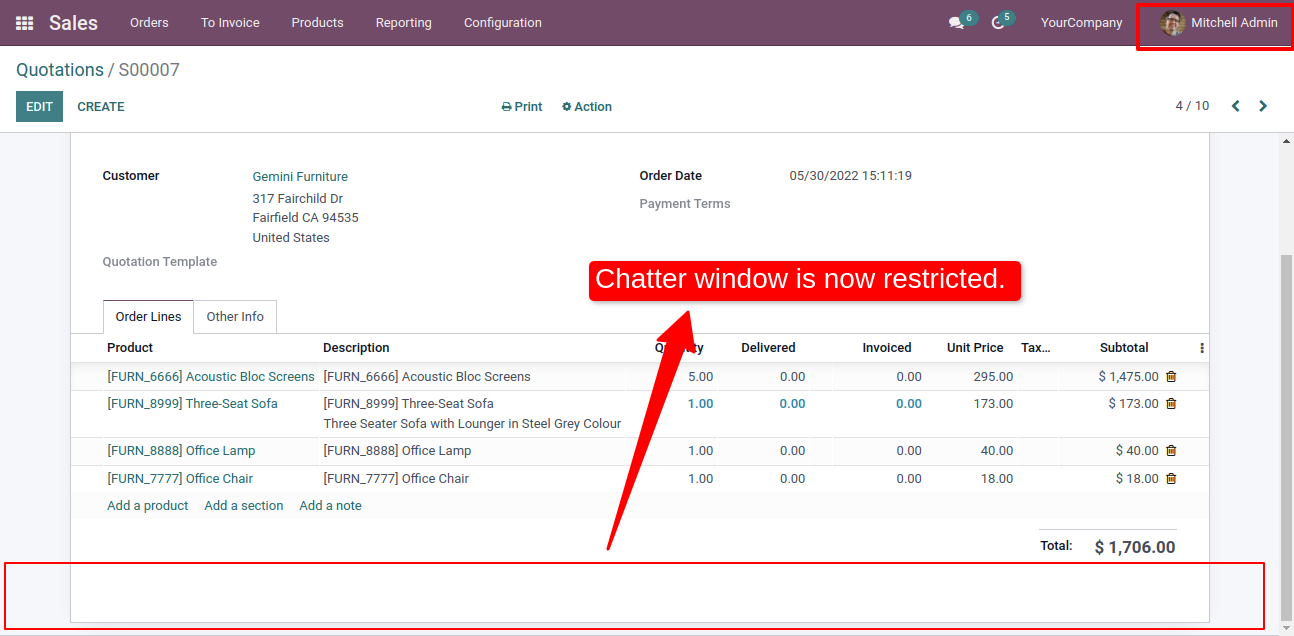 Sales Orders To Invoice Products Reporting Configuration 6 5 YourCompany Mitchell Admin
Quotations / S00007
EDIT CREATE Print Action 4 / 10
Customer Gemini Furniture Order Date 05/30/2022 15:11:19
317 Fairchild Dr Payment Terms
Fairfield CA 94535
United States
Quotation Template
Chatter window is now restricted.
Order Lines Other Info
Product Description Delivered Invoiced Unit Price Tax... Subtotal
[FURN_6666] Acoustic Bloc Screens [FURN_6666] Acoustic Bloc Screens 5.00 0.00 0.00 295.00 $ 1,475.00
[FURN_8999] Three-Seat Sofa [FURN_8999] Three-Seat Sofa 1.00 0.00 0.00 173.00 $ 173.00
Three Seater Sofa with Lounger in Steel Grey Colour
[FURN_8888] Office Lamp [FURN_8888] Office Lamp 1.00 0.00 0.00 40.00 $ 40.00
[FURN_7777] Office Chair [FURN_7777] Office Chair 1.00 0.00 0.00 18.00 $ 18.00
Add a product Add a section Add a note
Total: $ 1,706.00